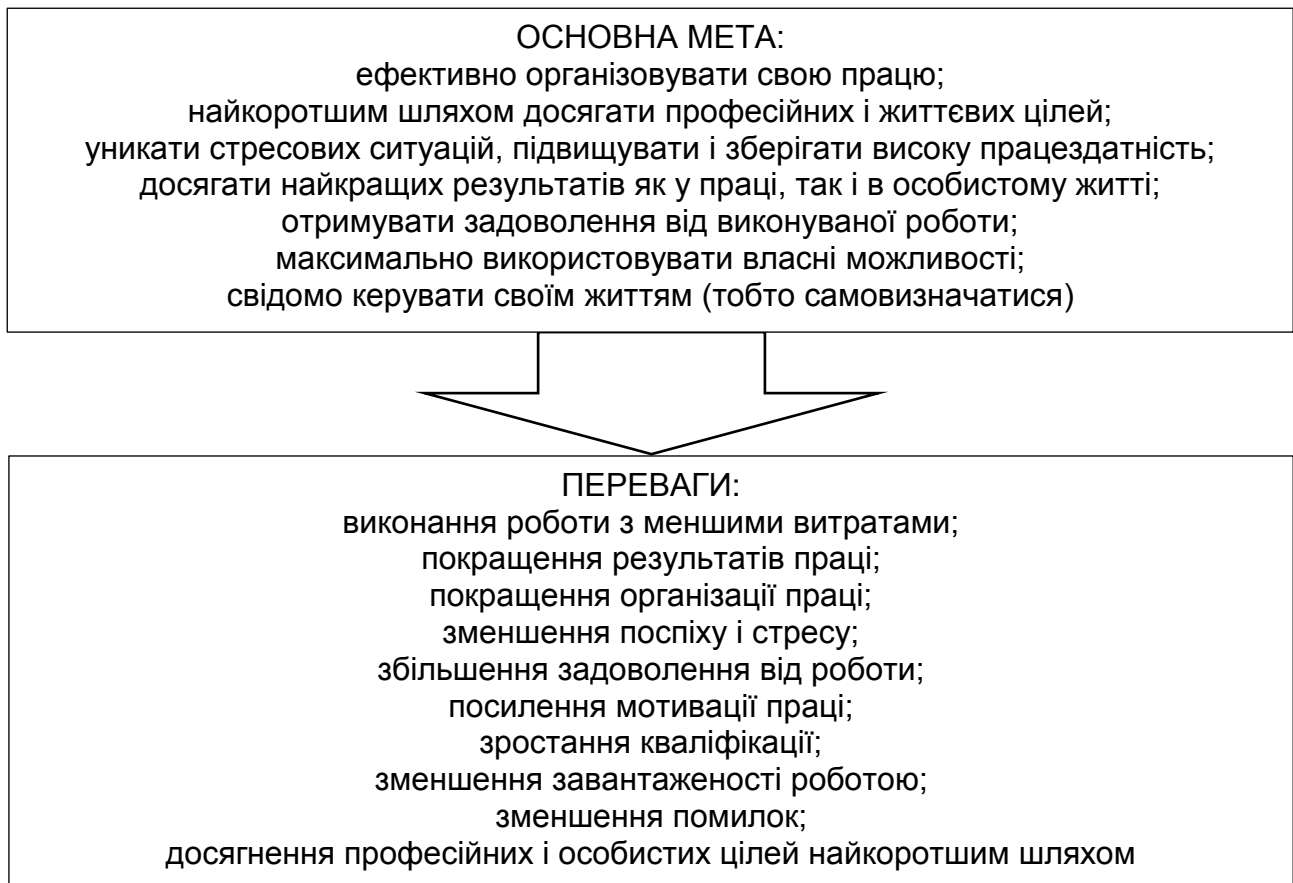 ОСНОВНА МЕТА:
ефективно організовувати свою працю;
найкоротшим шляхом досягати професійних і життєвих цілей;
уникати стресових ситуацій, підвищувати і зберігати високу працездатність;
досягати найкращих результатів як у праці, так і в особистому житті;
отримувати задоволення від виконуваної роботи;
максимально використовувати власні можливості;
свідомо керувати своїм життям (тобто самовизначатися)
ПЕРЕВАГИ:
виконання роботи з меншими витратами;
покращення результатів праці;
покращення організації праці;
зменшення поспіху і стресу;
збільшення задоволення від роботи;
посилення мотивації праці;
зростання кваліфікації;
зменшення завантаженості роботою;
зменшення помилок;
досягнення професійних і особистих цілей найкоротшим шляхом